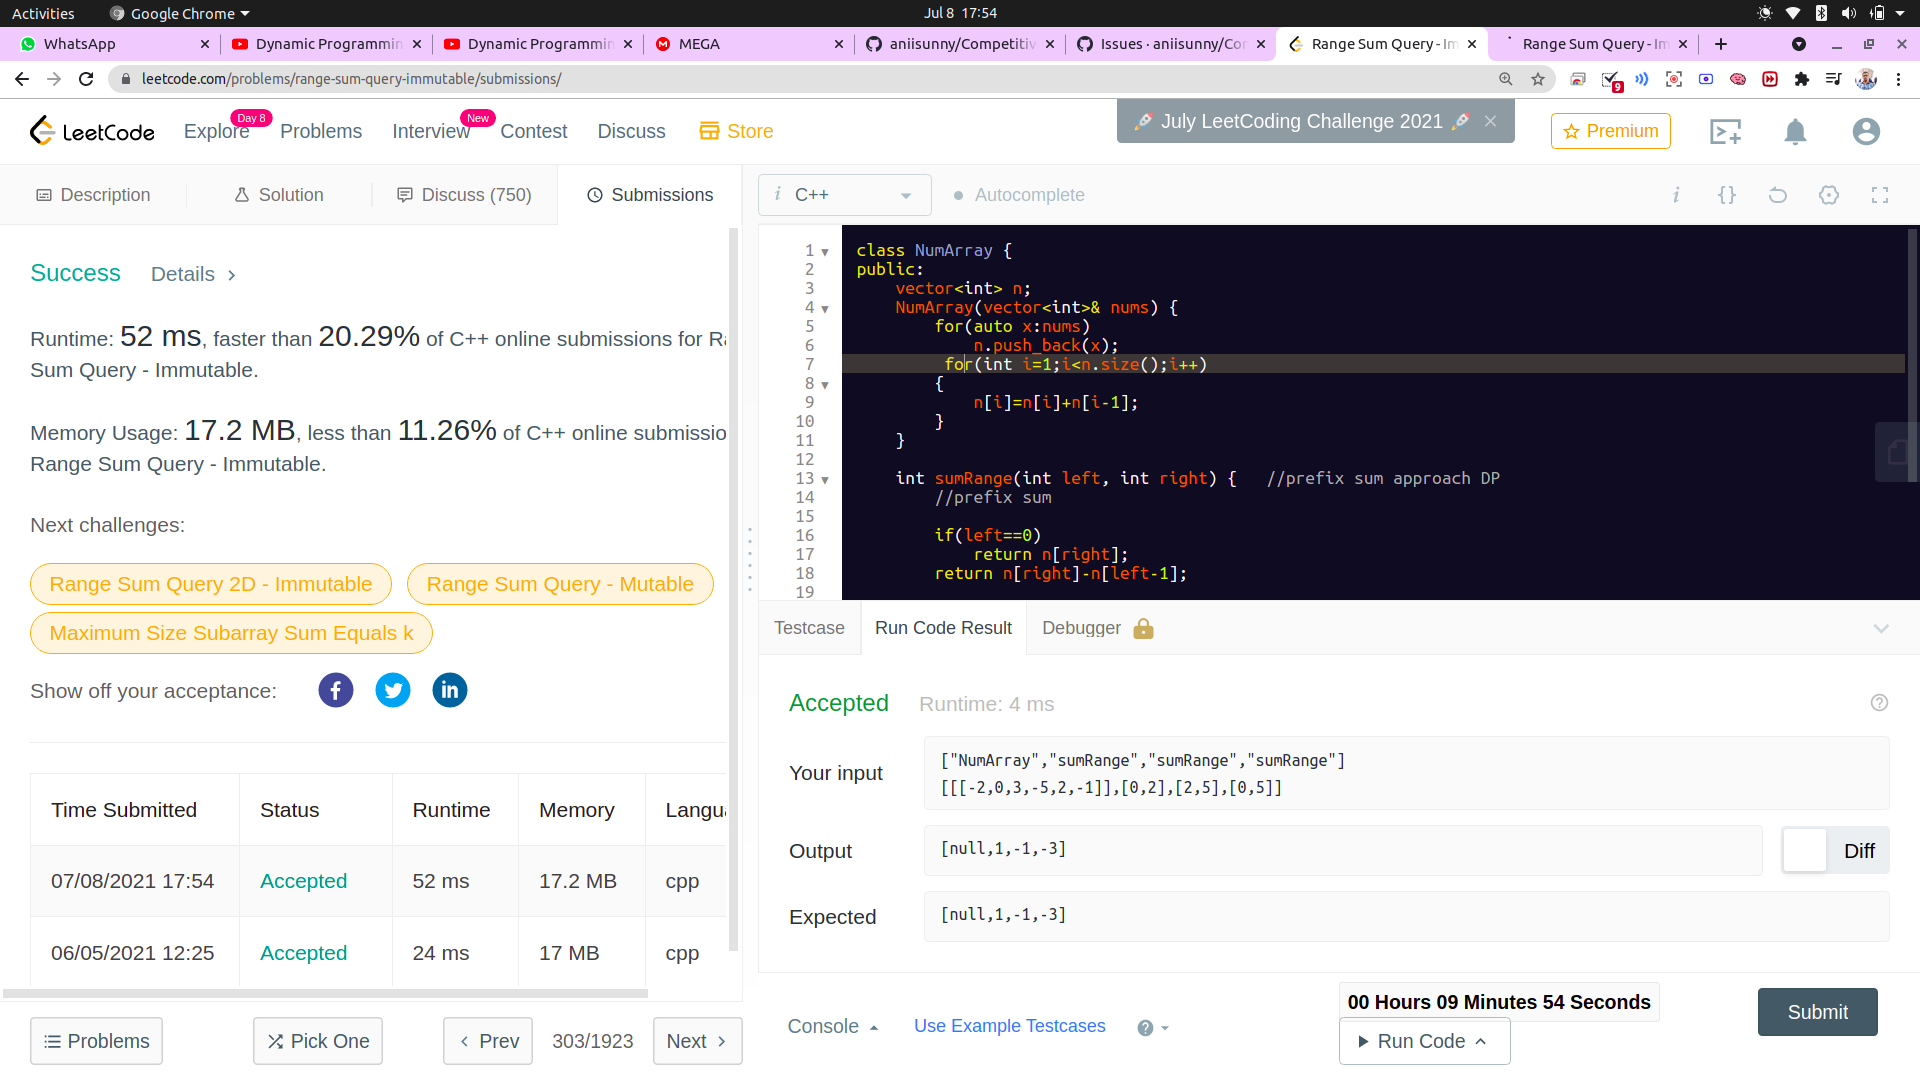 Activities
Google Chrome
Jul 8 17:54
WhatsApp
Dynamic Programmin
Dynamic Programmin
MEGA
aniisunny/Competitiv
Issues · aniisunny/Co
Range Sum Query - Im
Range Sum Query - Im
leetcode.com/problems/range-sum-query-immutable/submissions/
9
LeetCode
Explore
Day 8
Problems
Interview
New
Contest
Discuss
Store
July LeetCoding Challenge 2021
Premium
Description
Solution
Discuss (750)
Submissions
Success
Details
Runtime: 52 ms, faster than 20.29% of C++ online submissions for Ra
Sum Query - Immutable.
Memory Usage: 17.2 MB, less than 11.26% of C++ online submissio
Range Sum Query - Immutable.
Next challenges:
Range Sum Query 2D - Immutable
Range Sum Query - Mutable
Maximum Size Subarray Sum Equals k
Show off your acceptance:
Time Submitted Status Runtime Memory Langua
07/08/2021 17:54 Accepted 52 ms 17.2 MB cpp
06/05/2021 12:25 Accepted 24 ms 17 MB cpp
Problems
Pick One
Prev
303/1923
Next
i C++
Autocomplete
i {}
1 class NumArray {
2 public:
3     vector<int> n;
4     NumArray(vector<int>& nums) {
5         for(auto x:nums)
6             n.push_back(x);
7          for(int i=1;i<n.size();i++)
8         {
9             n[i]=n[i]+n[i-1];
10         }
11     }
12
13     int sumRange(int left, int right) {   //prefix sum approach DP
14         //prefix sum
15
16         if(left==0)
17             return n[right];
18         return n[right]-n[left-1];
19
Testcase
Run Code Result
Debugger
Accepted
Runtime: 4 ms
Your input
["NumArray","sumRange","sumRange","sumRange"]
[[[-2,0,3,-5,2,-1]],[0,2],[2,5],[0,5]]
Output
[null,1,-1,-3]
Diff
Expected
[null,1,-1,-3]
Console
Use Example Testcases
00 Hours 09 Minutes 54 Seconds
Run Code
Submit